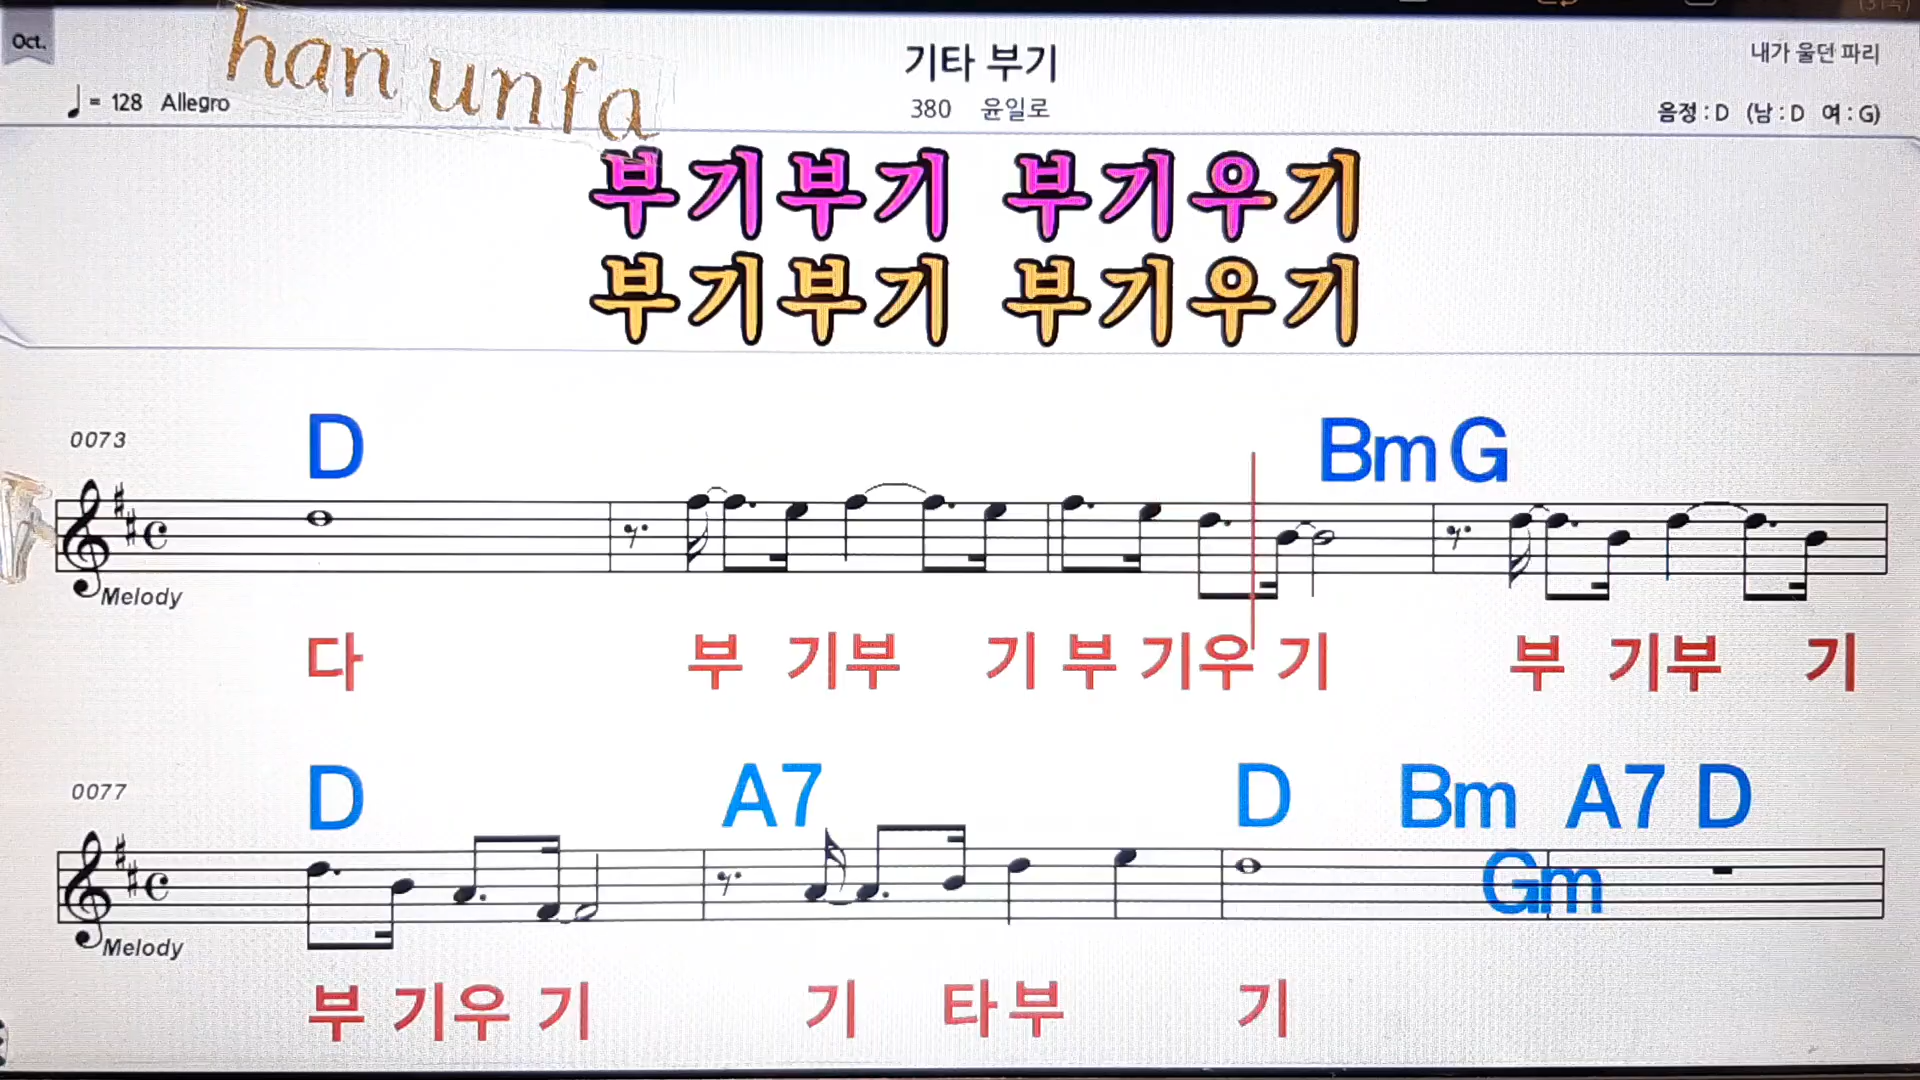 Oct.
han unfa
기타 부기
내가 울던 파리
♩= 128 Allegro
380 윤일로
음정 : D (남 : D 여 : G)
부기부기 부기우기
부기부기 부기우기
0073
D Bm G
Melody
다 부 기부 기 부 기우 기 부 기부 기
0077
D A7 D Bm A7 D
Gm
Melody
부 기우 기 기 타부 기